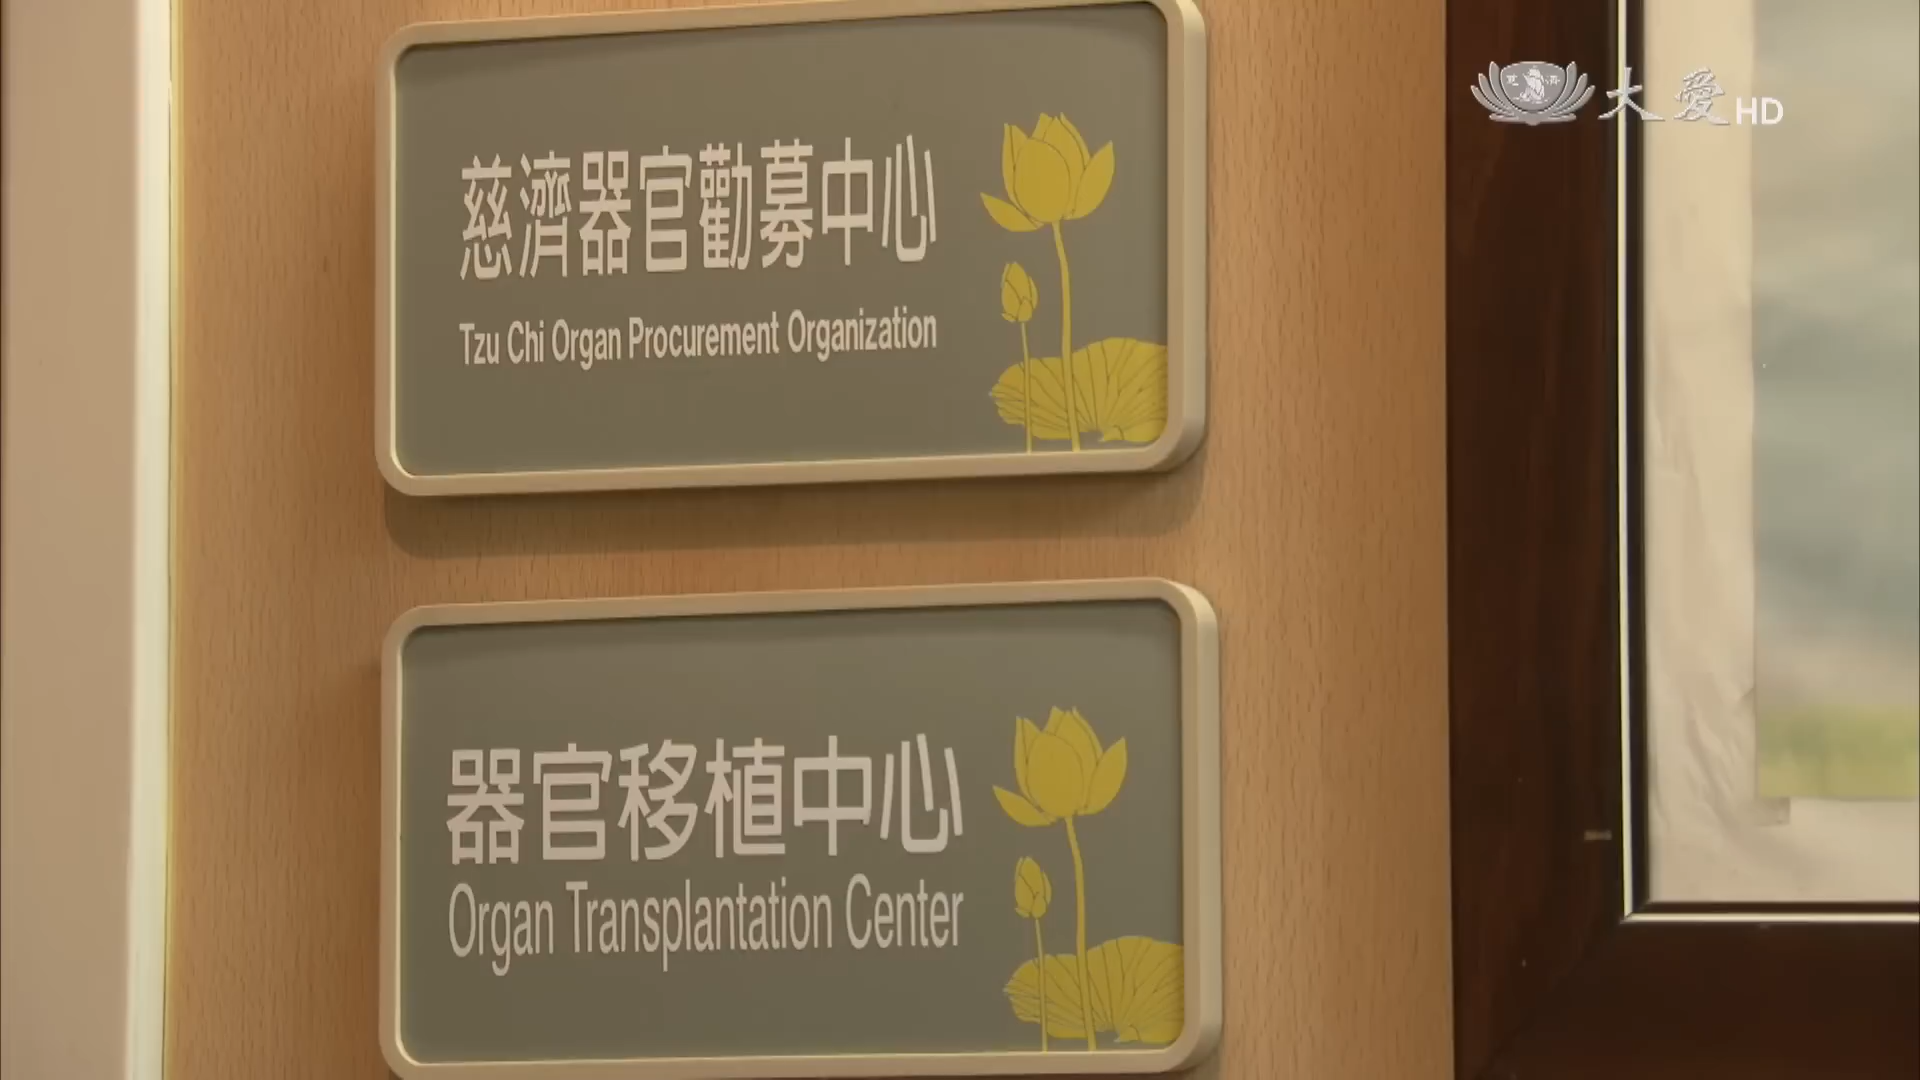 大愛HD
慈濟器官勸募中心
Tzu Chi Organ Procurement Organization
器官移植中心
Organ Transplantation Center